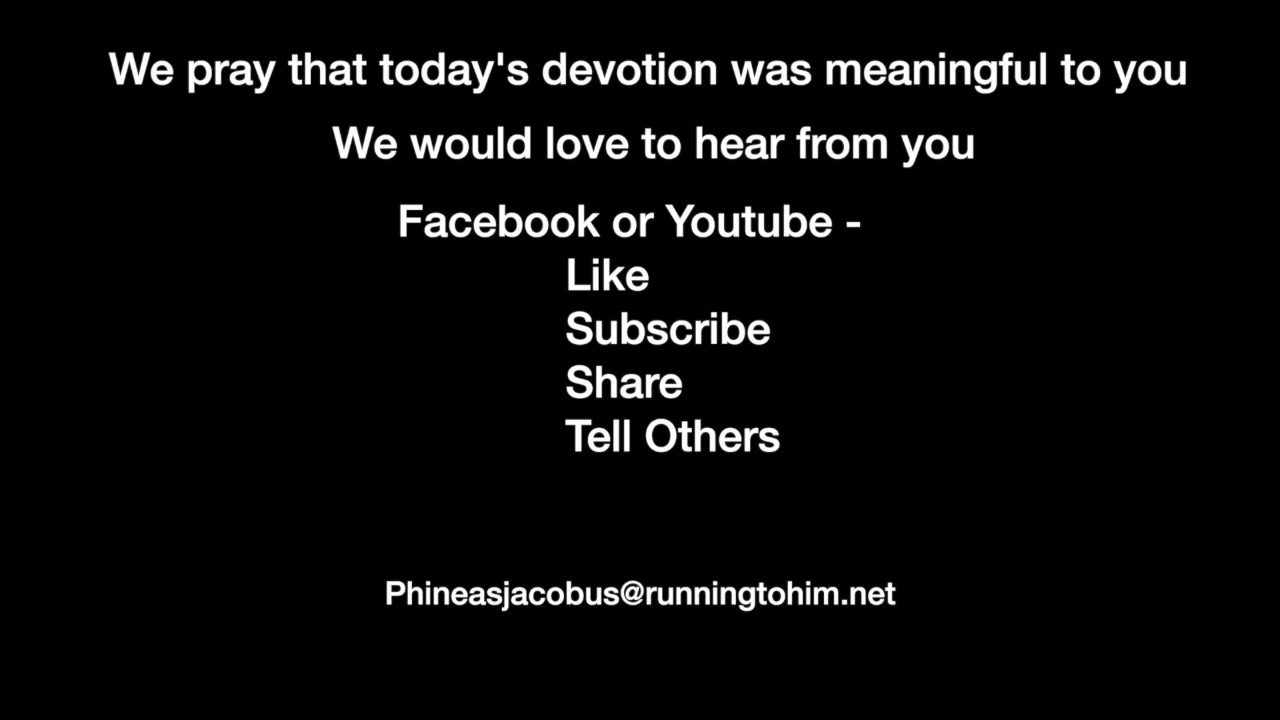 We pray that today's devotion was meaningful to you
We would love to hear from you
Facebook or Youtube -
Like
Subscribe
Share
Tell Others
Phineasjacobus@runningtohim.net